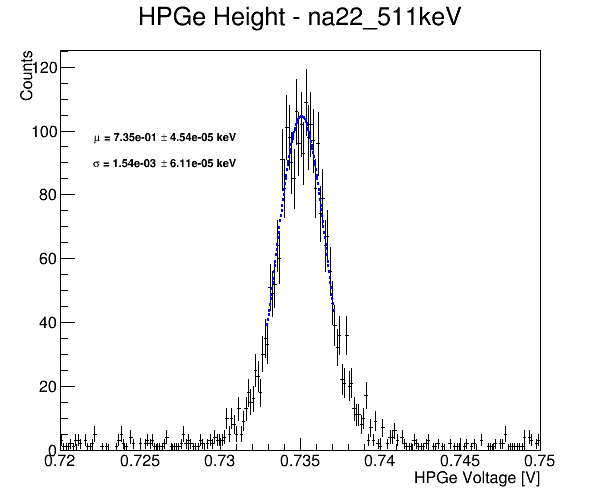 HPGe Height - na22_511keV
Counts
120
100
80
60
40
20
0
μ = 7.35e-01 ± 4.54e-05 keV
σ = 1.54e-03 ± 6.11e-05 keV
0.72 0.725 0.73 0.735 0.74 0.745 0.75
HPGe Voltage [V]